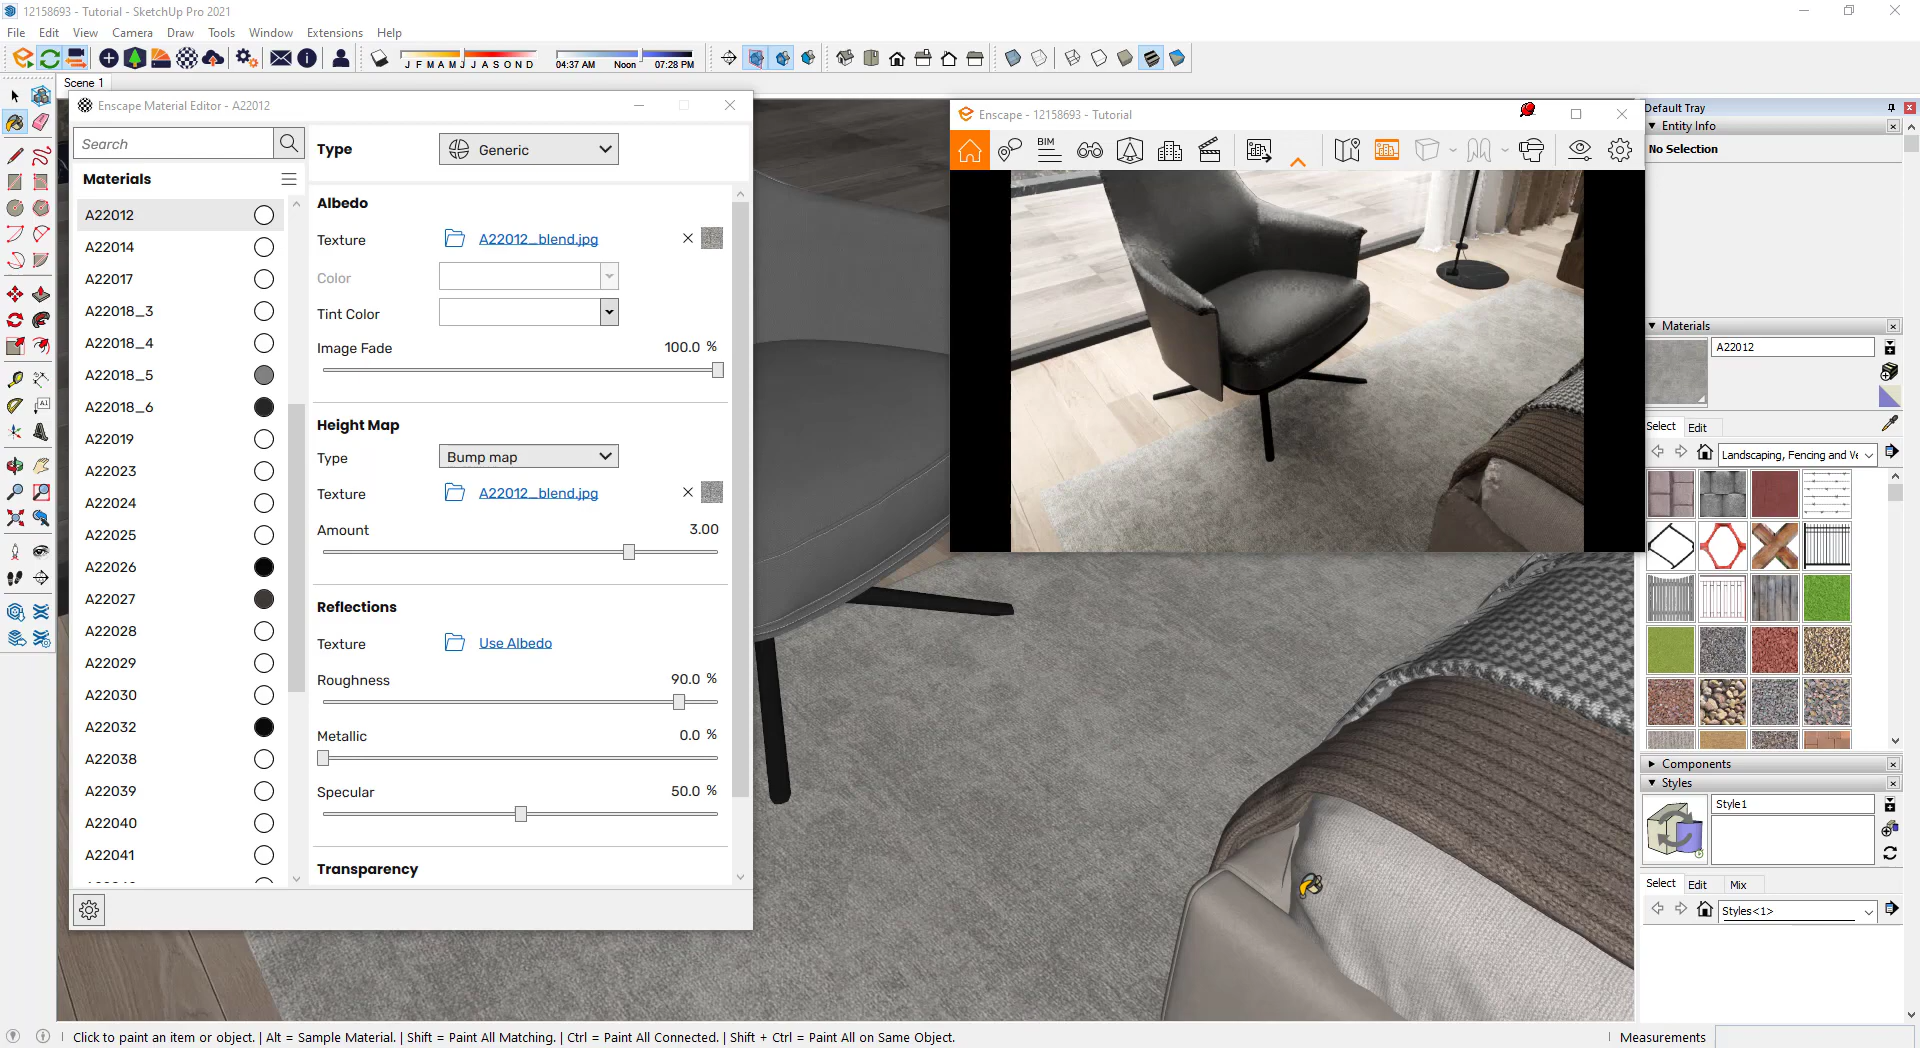 12158693 - Tutorial - SketchUp Pro 2021
File Edit View Camera Draw Tools Window Extensions Help
J F M A M J J A S O N D
04:37 AM Noon 07:28 PM
Scene 1
Enscape Material Editor - A22012
Search
Materials
A22012
A22014
A22017
A22018_3
A22018_4
A22018_5
A22018_6
A22019
A22023
A22024
A22025
A22026
A22027
A22028
A22029
A22030
A22032
A22038
A22039
A22040
A22041
Type Generic
Albedo
Texture A22012_blend.jpg
Color
Tint Color
Image Fade 100.0 %
Height Map
Type Bump map
Texture A22012_blend.jpg
Amount 3.00
Reflections
Texture Use Albedo
Roughness 90.0 %
Metallic 0.0 %
Specular 50.0 %
Transparency
Enscape - 12158693 - Tutorial
BIM
Default Tray
Entity Info
No Selection
Materials
A22012
Select Edit
Landscaping, Fencing and Ve
Components
Styles
Style1
Select Edit Mix
Styles<1>
Click to paint an item or object. | Alt = Sample Material. | Shift = Paint All Matching. | Ctrl = Paint All Connected. | Shift + Ctrl = Paint All on Same Object.
Measurements